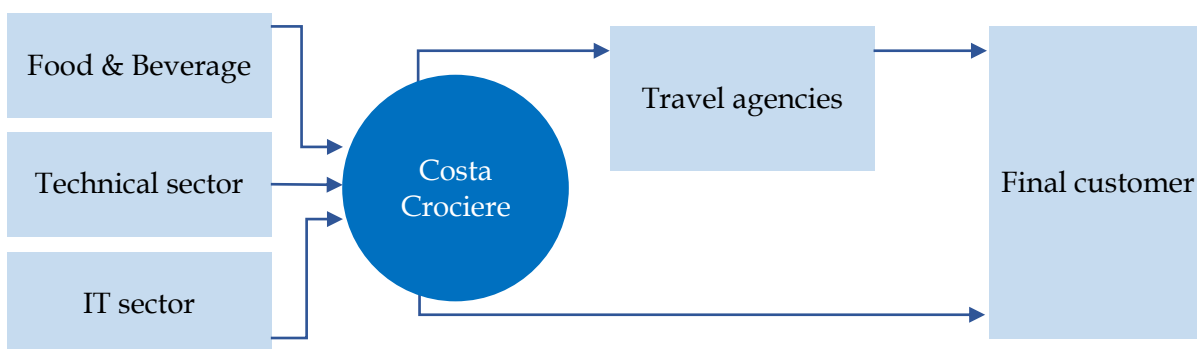 Food & Beverage
Technical sector
IT sector
Costa
Crociere
Travel agencies
Final customer